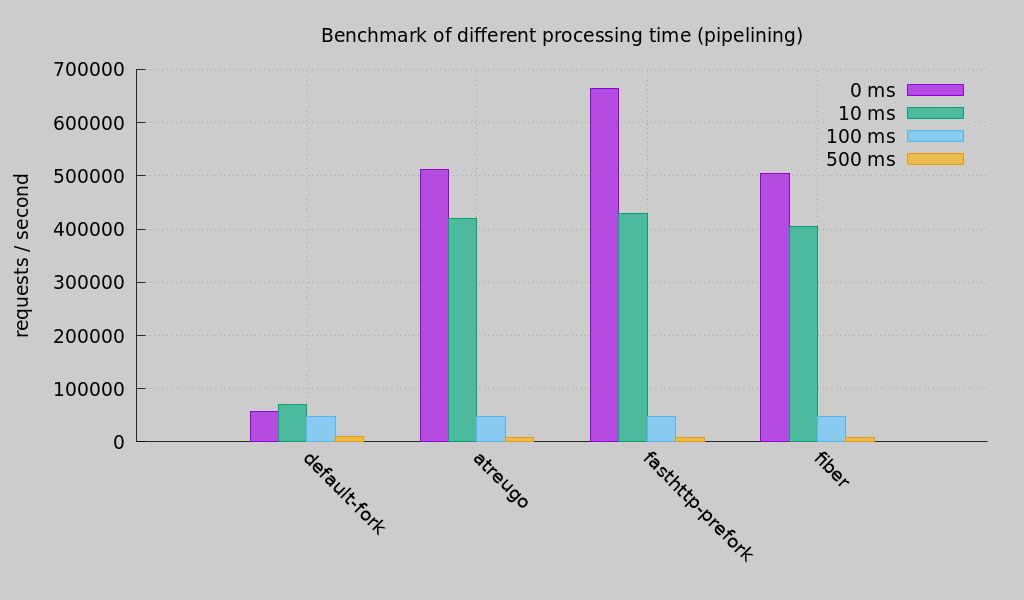 Benchmark of different processing time (pipelining)
700000
600000
500000
400000
300000
200000
100000
0
requests / second
0 ms
10 ms
100 ms
500 ms
default-fork
atreugo
fasthttp-prefork
fiber